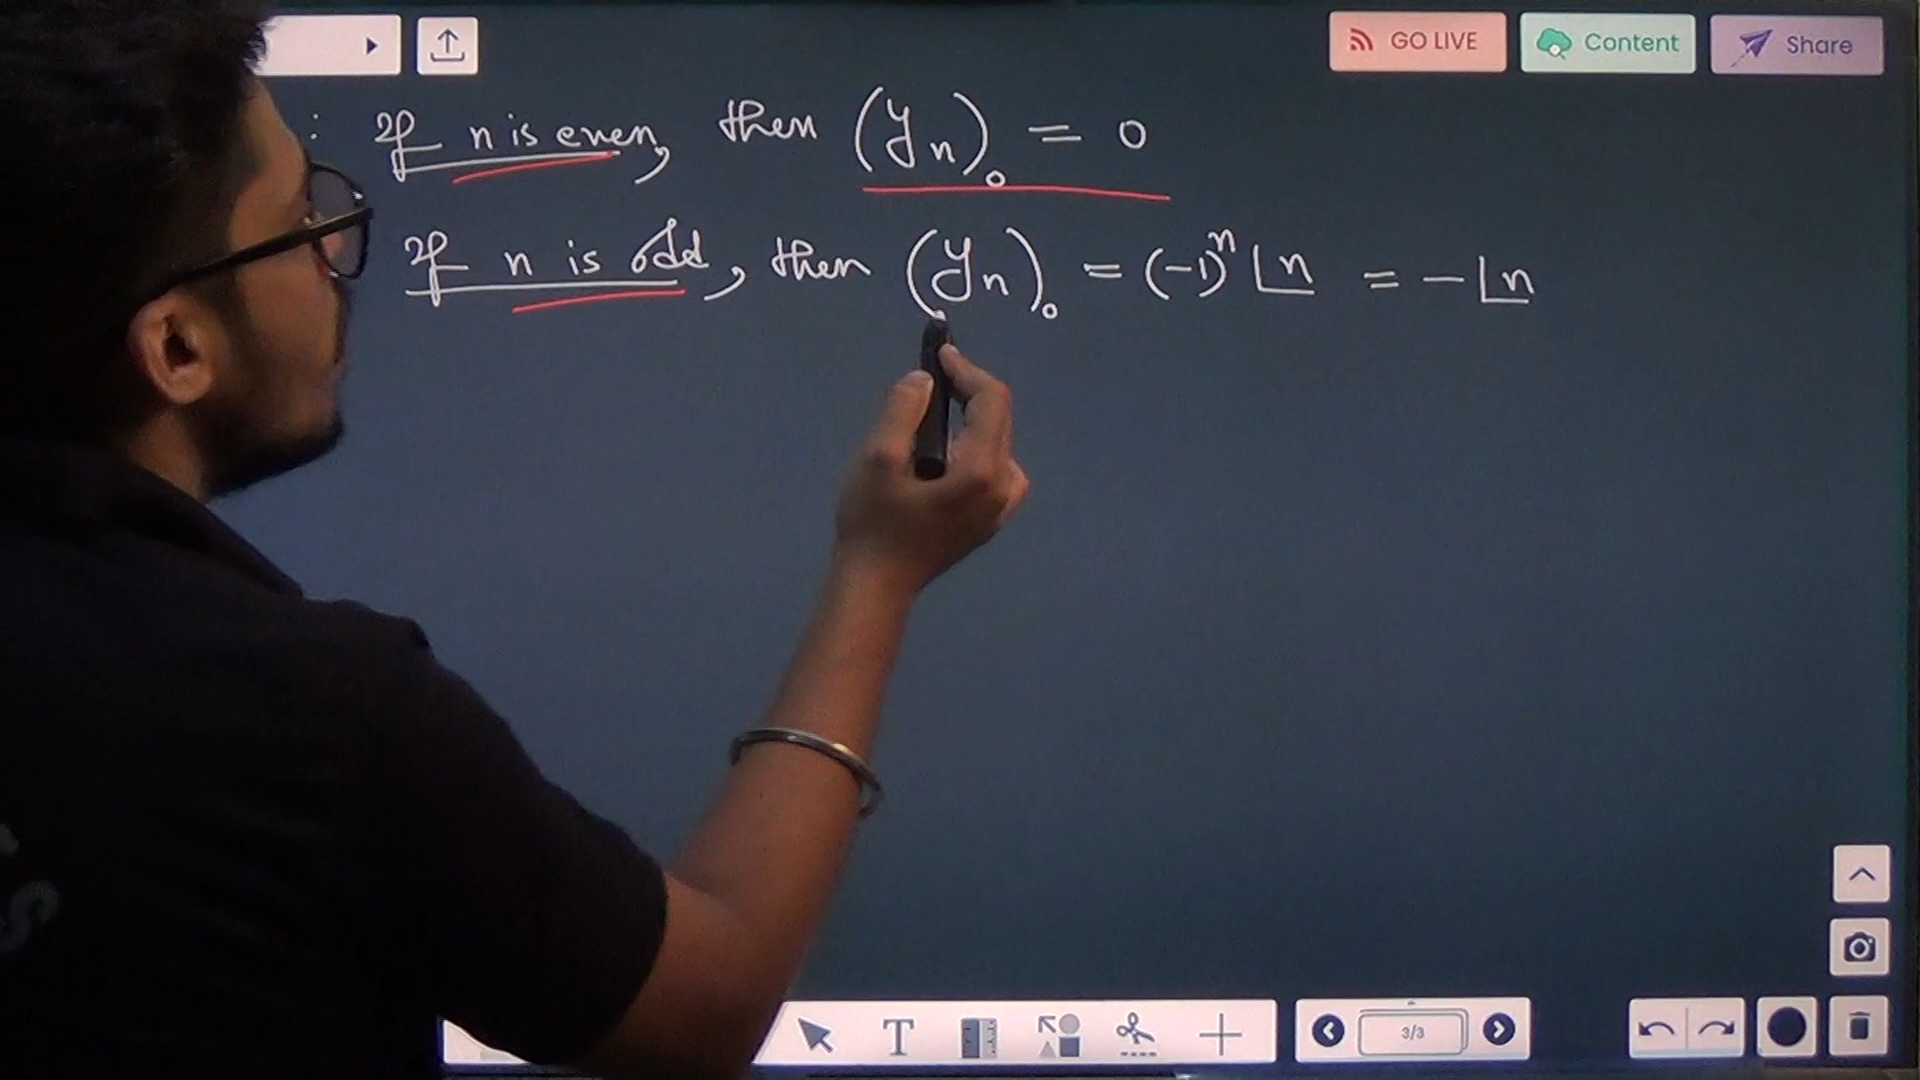 GO LIVE
Content
Share
: If n is even, then (yn)₀ = 0
If n is odd, then (yn)₀ = (-1)ⁿ ⌊n = -⌊n
T
3/3